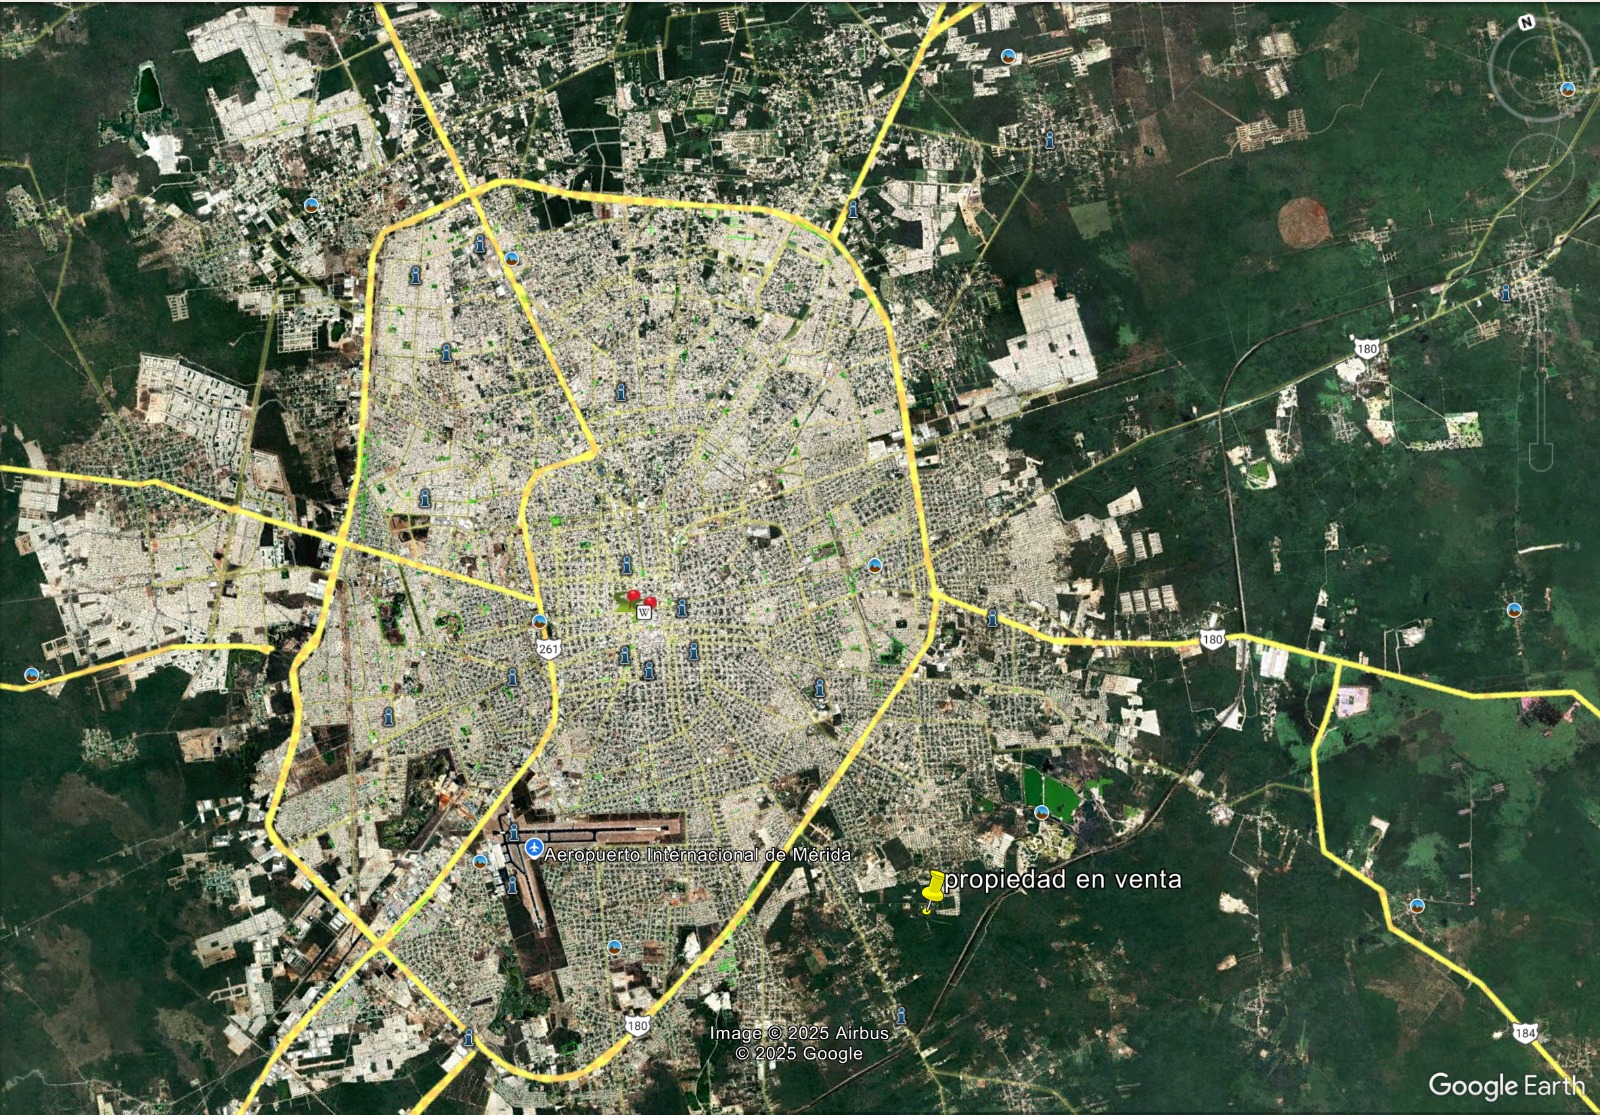 N
180
180
W
261
Aeropuerto Internacional de Mérida
propiedad en venta
180
184
Image © 2025 Airbus
© 2025 Google
Google Earth